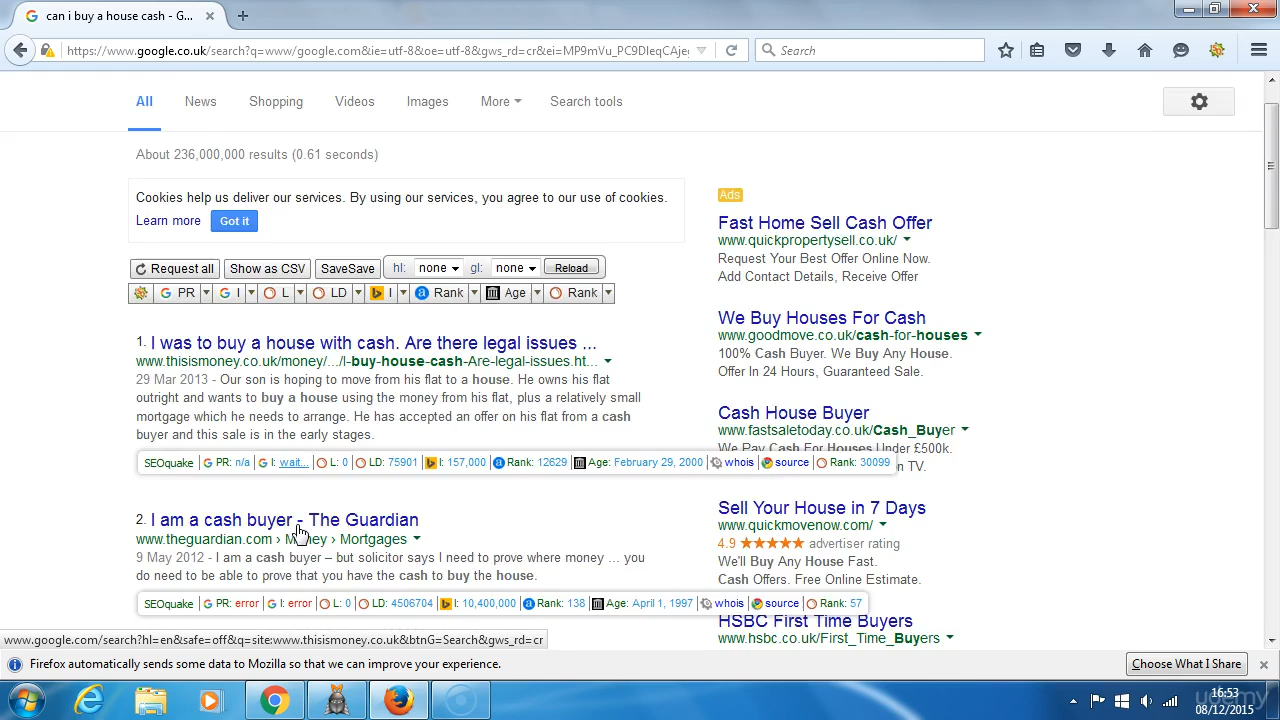 can i buy a house cash - G...
https://www.google.co.uk/search?q=www/google.com&ie=utf-8&oe=utf-8&gws_rd=cr&ei=MP9mVu_PC9DIeqCAje
Search
All News Shopping Videos Images More Search tools
About 236,000,000 results (0.61 seconds)
Cookies help us deliver our services. By using our services, you agree to our use of cookies.
Learn more Got it
Request all Show as CSV SaveSave hl: none gl: none Reload
PR I L LD I Rank Age Rank
1. I was to buy a house with cash. Are there legal issues ...
www.thisismoney.co.uk/money/.../I-buy-house-cash-Are-legal-issues.ht...
29 Mar 2013 - Our son is hoping to move from his flat to a house. He owns his flat
outright and wants to buy a house using the money from his flat, plus a relatively small
mortgage which he needs to arrange. He has accepted an offer on his flat from a cash
buyer and this sale is in the early stages.
SEOquake PR: n/a I: wait... L: 0 LD: 75901 I: 157,000 Rank: 12629 Age: February 29, 2000 whois source Rank: 30099
2. I am a cash buyer - The Guardian
www.theguardian.com › Money › Mortgages
9 May 2012 - I am a cash buyer – but solicitor says I need to prove where money ... you
do need to be able to prove that you have the cash to buy the house.
SEOquake PR: error I: error L: 0 LD: 4506704 I: 10,400,000 Rank: 138 Age: April 1, 1997 whois source Rank: 57
Ads
Fast Home Sell Cash Offer
www.quickpropertysell.co.uk/
Request Your Best Offer Online Now.
Add Contact Details, Receive Offer
We Buy Houses For Cash
www.goodmove.co.uk/cash-for-houses
100% Cash Buyer. We Buy Any House.
Offer In 24 Hours, Guaranteed Sale.
Cash House Buyer
www.fastsaletoday.co.uk/Cash_Buyer
We Pay Cash For Houses Under £500k.
n TV.
Sell Your House in 7 Days
www.quickmovenow.com/
4.9 advertiser rating
We'll Buy Any House Fast.
Cash Offers. Free Online Estimate.
HSBC First Time Buyers
www.hsbc.co.uk/First_Time_Buyers
www.google.com/search?hl=en&safe=off&q=site:www.thisismoney.co.uk&btnG=Search&gws_rd=cr
Firefox automatically sends some data to Mozilla so that we can improve your experience.
Choose What I Share
16:53
08/12/2015
udemy